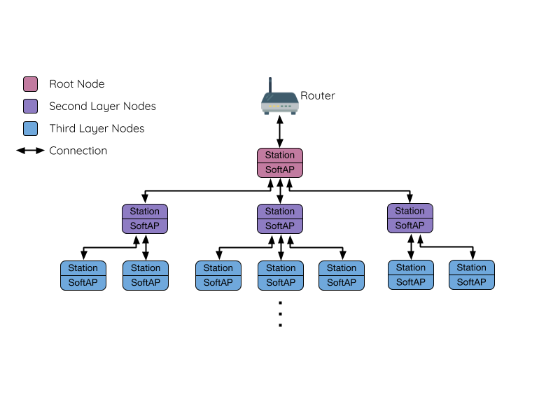 Root Node
Second Layer Nodes
Third Layer Nodes
Connection
Router
Station
SoftAP
Station Station Station
SoftAP SoftAP SoftAP
Station Station Station Station Station Station Station
SoftAP SoftAP SoftAP SoftAP SoftAP SoftAP SoftAP